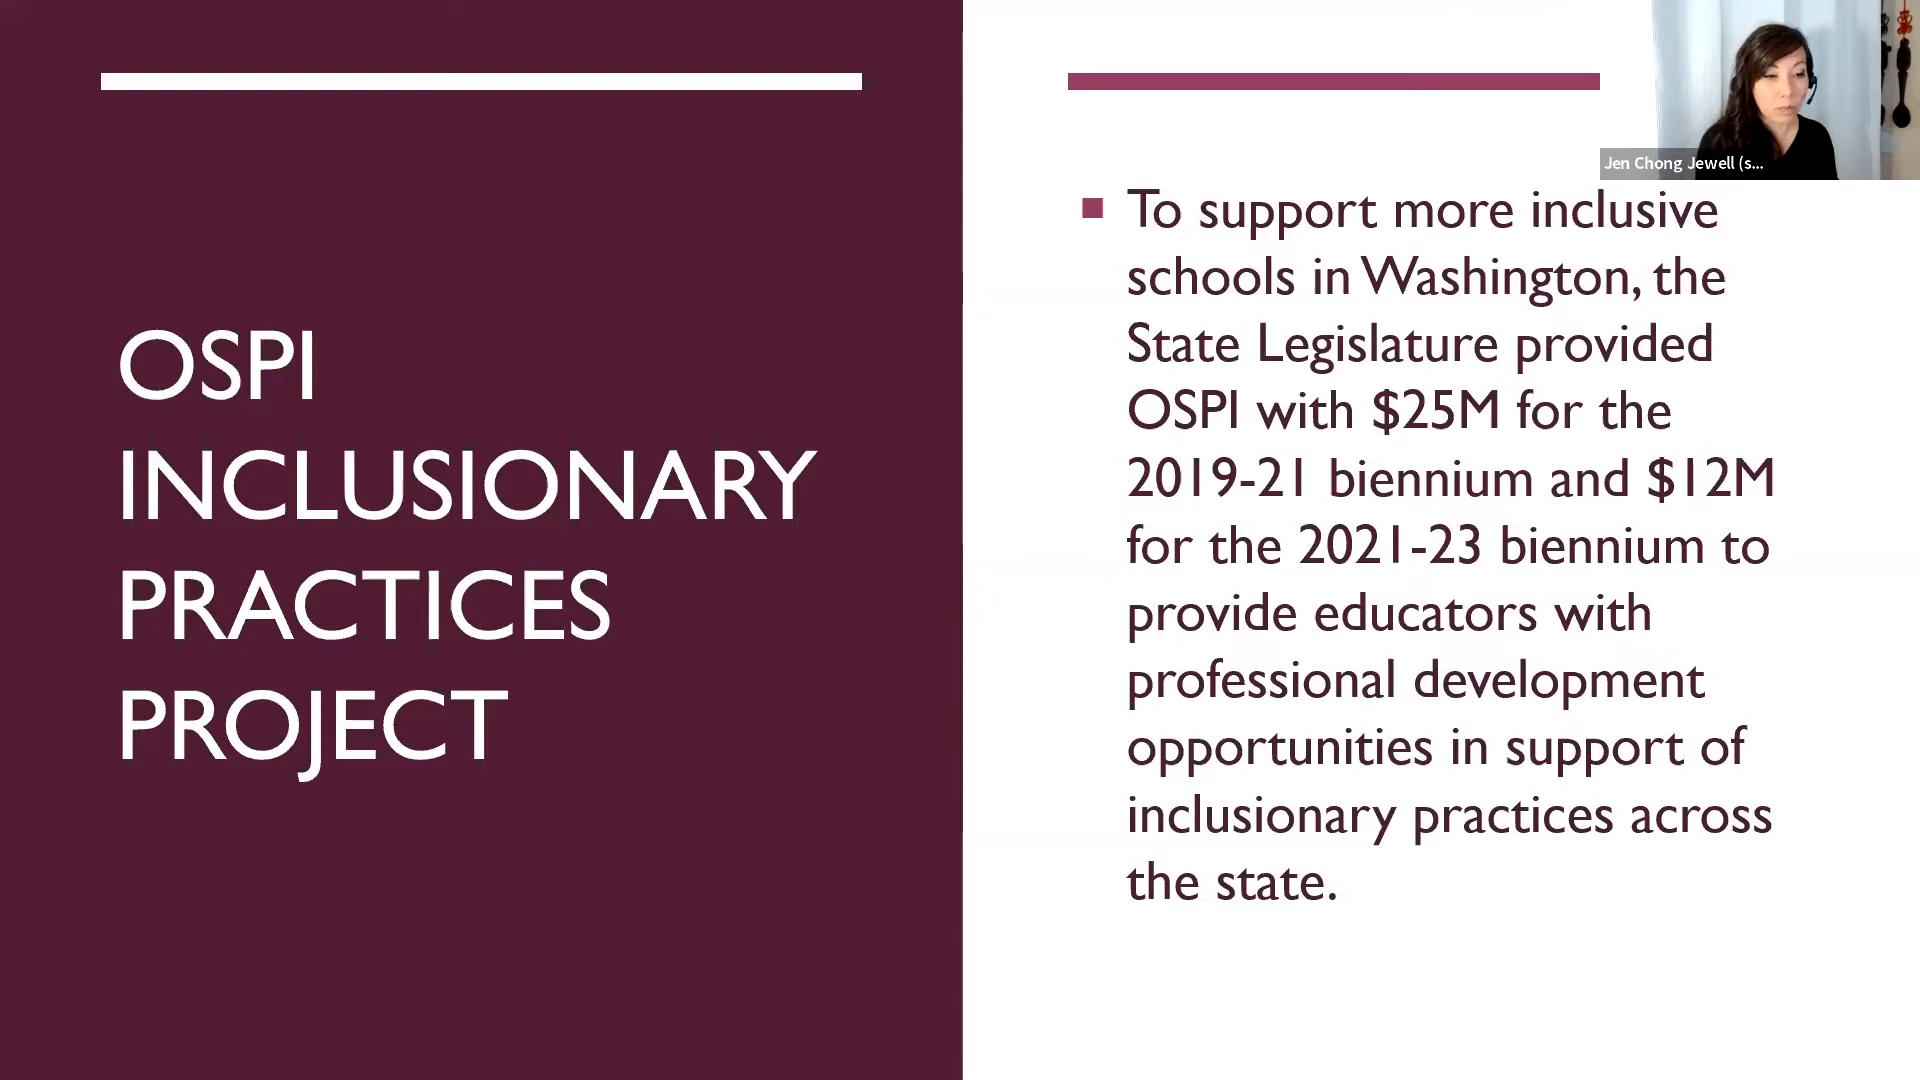 OSPI
INCLUSIONARY
PRACTICES
PROJECT
Jen Chong Jewell (s...
▪ To support more inclusive
schools in Washington, the
State Legislature provided
OSPI with $25M for the
2019-21 biennium and $12M
for the 2021-23 biennium to
provide educators with
professional development
opportunities in support of
inclusionary practices across
the state.